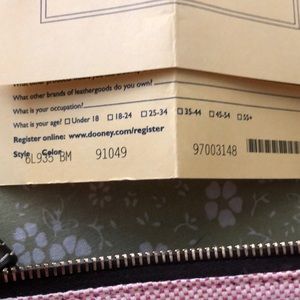 What other brands of leathergoods do you own?
What is your occupation?
What is your age? ☐ Under 18 ☐ 18-24 ☐ 25-34 ☐ 35-44 ☐ 45-54 ☐ 55+
Register online: www.dooney.com/register
Style Color
6L935 BM 91049 97003148